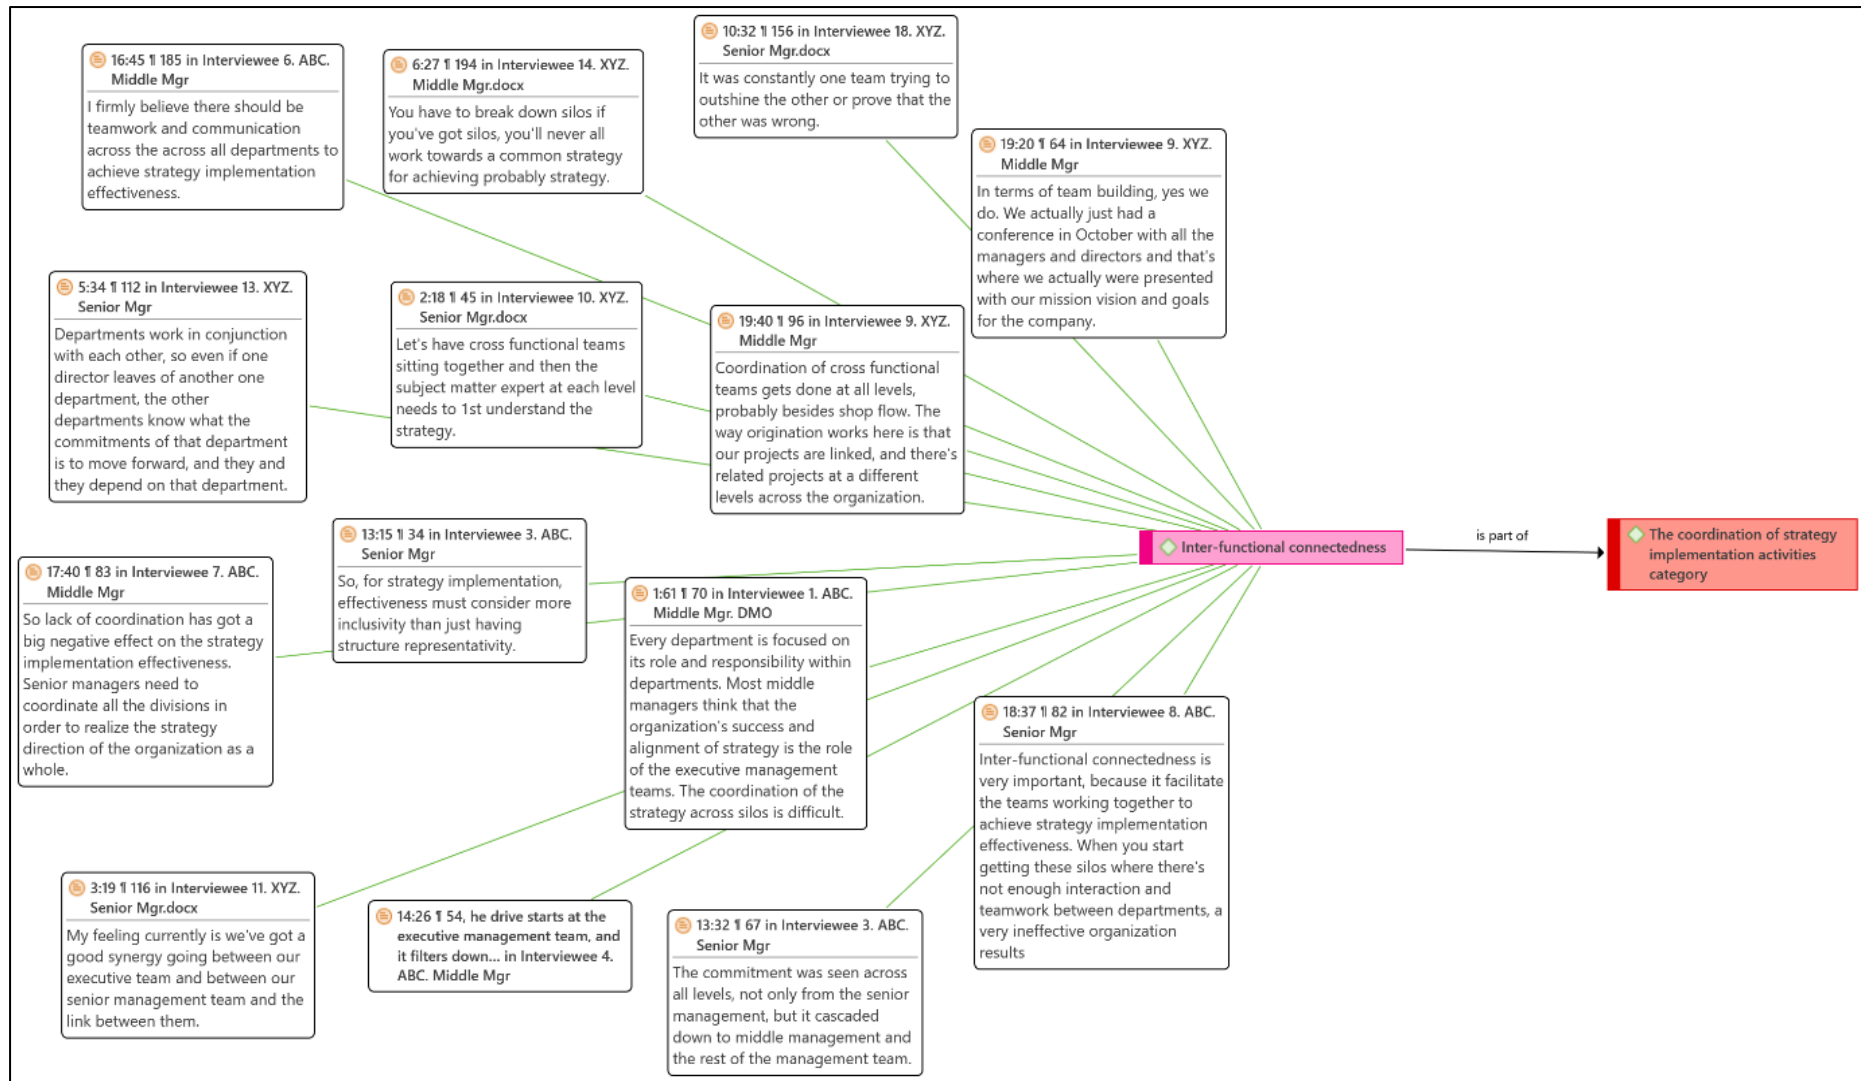 16:45 ¶ 185 in Interviewee 6. ABC.
Middle Mgr
I firmly believe there should be
teamwork and communication
across the across all departments to
achieve strategy implementation
effectiveness.
6:27 ¶ 194 in Interviewee 14. XYZ.
Middle Mgr.docx
You have to break down silos if
you've got silos, you'll never all
work towards a common strategy
for achieving probably strategy.
10:32 ¶ 156 in Interviewee 18. XYZ.
Senior Mgr.docx
It was constantly one team trying to
outshine the other or prove that the
other was wrong.
19:20 ¶ 64 in Interviewee 9. XYZ.
Middle Mgr
In terms of team building, yes we
do. We actually just had a
conference in October with all the
managers and directors and that's
where we actually were presented
with our mission vision and goals
for the company.
5:34 ¶ 112 in Interviewee 13. XYZ.
Senior Mgr
Departments work in conjunction
with each other, so even if one
director leaves of another one
department, the other
departments know what the
commitments of that department
is to move forward, and they and
they depend on that department.
2:18 ¶ 45 in Interviewee 10. XYZ.
Senior Mgr.docx
Let's have cross functional teams
sitting together and then the
subject matter expert at each level
needs to 1st understand the
strategy.
19:40 ¶ 96 in Interviewee 9. XYZ.
Middle Mgr
Coordination of cross functional
teams gets done at all levels,
probably besides shop flow. The
way origination works here is that
our projects are linked, and there's
related projects at a different
levels across the organization.
17:40 ¶ 83 in Interviewee 7. ABC.
Middle Mgr
So lack of coordination has got a
big negative effect on the strategy
implementation effectiveness.
Senior managers need to
coordinate all the divisions in
order to realize the strategy
direction of the organization as a
whole.
13:15 ¶ 34 in Interviewee 3. ABC.
Senior Mgr
So, for strategy implementation,
effectiveness must consider more
inclusivity than just having
structure representativity.
1:61 ¶ 70 in Interviewee 1. ABC.
Middle Mgr. DMO
Every department is focused on
its role and responsibility within
departments. Most middle
managers think that the
organization's success and
alignment of strategy is the role
of the executive management
teams. The coordination of the
strategy across silos is difficult.
Inter-functional connectedness
is part of
The coordination of strategy
implementation activities
category
18:37 ¶ 82 in Interviewee 8. ABC.
Senior Mgr
Inter-functional connectedness is
very important, because it facilitate
the teams working together to
achieve strategy implementation
effectiveness. When you start
getting these silos where there's
not enough interaction and
teamwork between departments, a
very ineffective organization
results
3:19 ¶ 116 in Interviewee 11. XYZ.
Senior Mgr.docx
My feeling currently is we've got a
good synergy going between our
executive team and between our
senior management team and the
link between them.
14:26 ¶ 54, he drive starts at the
executive management team, and
it filters down... in Interviewee 4.
ABC. Middle Mgr
13:32 ¶ 67 in Interviewee 3. ABC.
Senior Mgr
The commitment was seen across
all levels, not only from the senior
management, but it cascaded
down to middle management and
the rest of the management team.